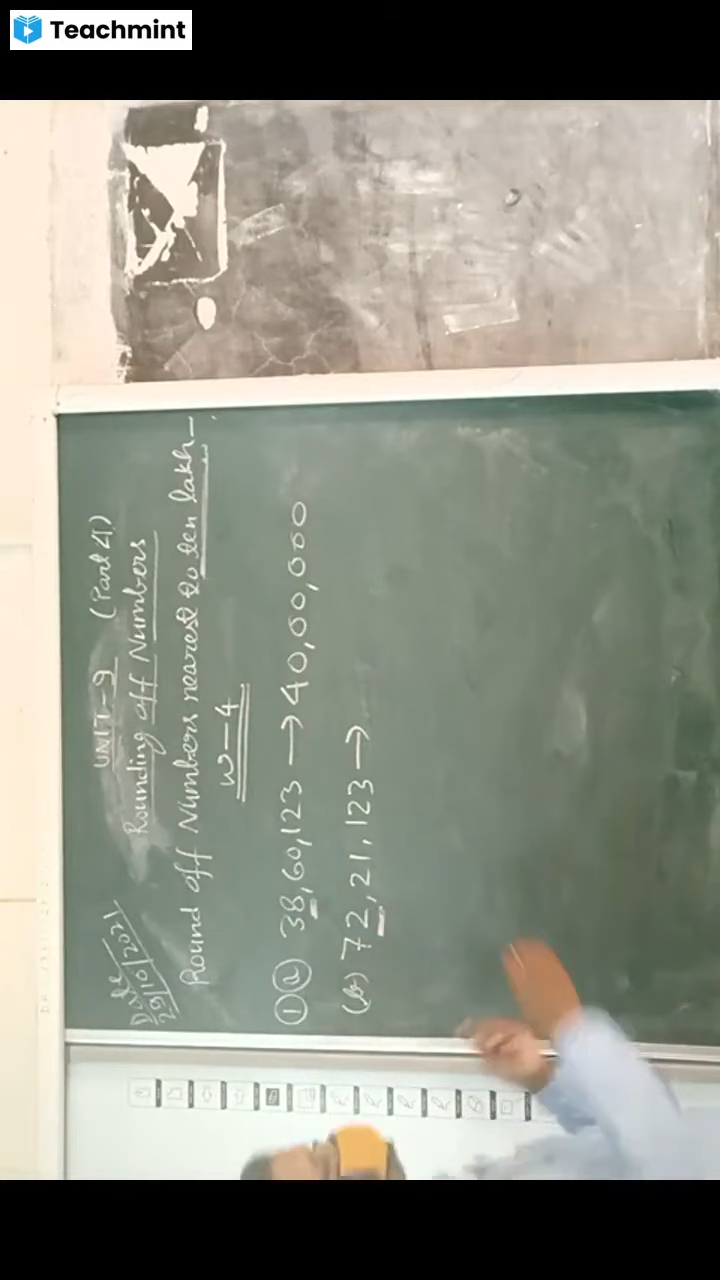 Teachmint
Date
29/10/2021
UNIT-9 (Part 4)
Rounding off Numbers
Round off Numbers nearest to ten lakh-
W-4
① (a) 38,60,123 → 40,00,000
(b) 72,21,123 →